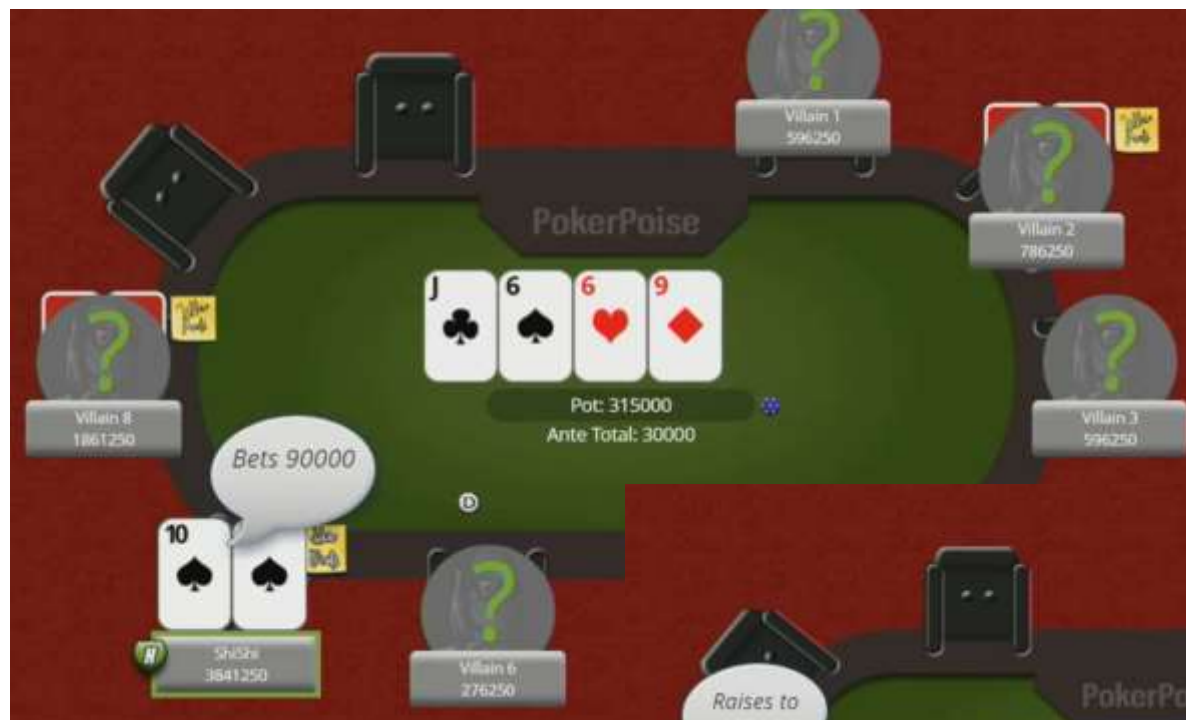 Villain 1
596250
Villain 2
786250
PokerPoise
J
6
6
9
Villain 3
596250
Pot: 315000
Ante Total: 30000
Villain 8
1861250
Bets 90000
D
10
H
ShiShi
3841250
Villain 6
276250
PokerPo
Raises to